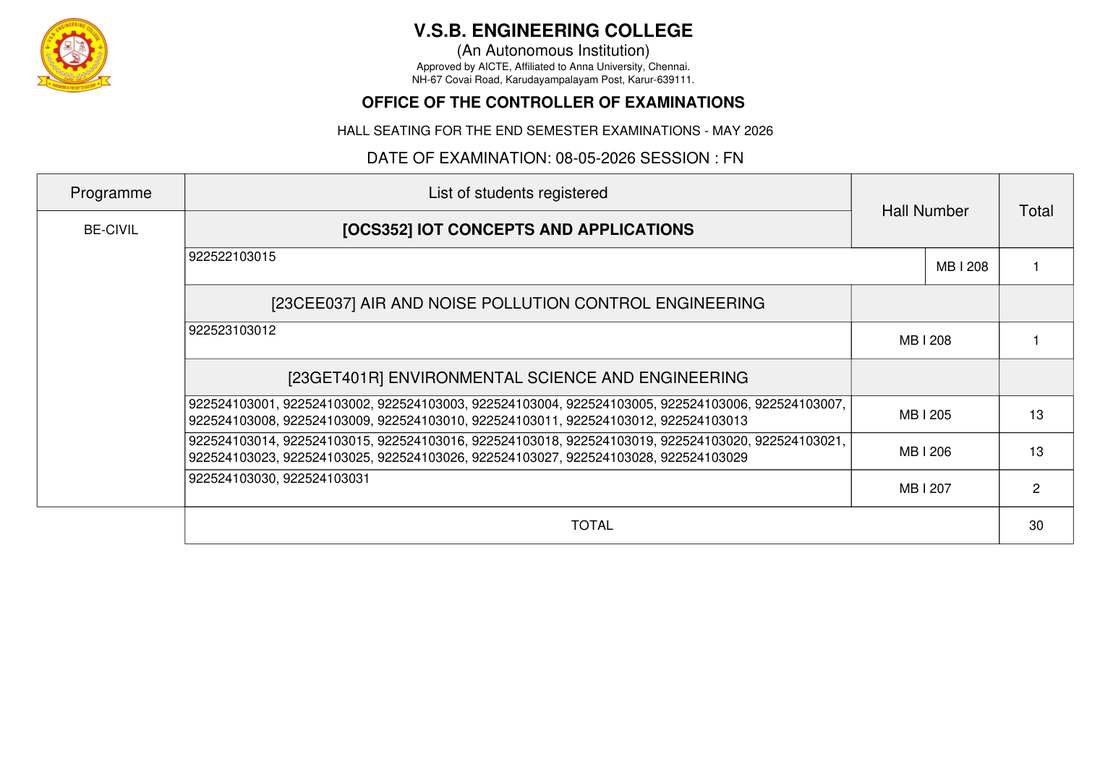 V.S.B. ENGINEERING COLLEGE
(An Autonomous Institution)
Approved by AICTE, Affiliated to Anna University, Chennai.
NH-67 Covai Road, Karudayampalayam Post, Karur-639111.
OFFICE OF THE CONTROLLER OF EXAMINATIONS
HALL SEATING FOR THE END SEMESTER EXAMINATIONS - MAY 2026
DATE OF EXAMINATION: 08-05-2026 SESSION : FN
Programme List of students registered Hall Number Total
BE-CIVIL [OCS352] IOT CONCEPTS AND APPLICATIONS
922522103015 MB I 208 1
[23CEE037] AIR AND NOISE POLLUTION CONTROL ENGINEERING
922523103012 MB I 208 1
[23GET401R] ENVIRONMENTAL SCIENCE AND ENGINEERING
922524103001, 922524103002, 922524103003, 922524103004, 922524103005, 922524103006, 922524103007,
922524103008, 922524103009, 922524103010, 922524103011, 922524103012, 922524103013 MB I 205 13
922524103014, 922524103015, 922524103016, 922524103018, 922524103019, 922524103020, 922524103021,
922524103023, 922524103025, 922524103026, 922524103027, 922524103028, 922524103029 MB I 206 13
922524103030, 922524103031 MB I 207 2
TOTAL 30